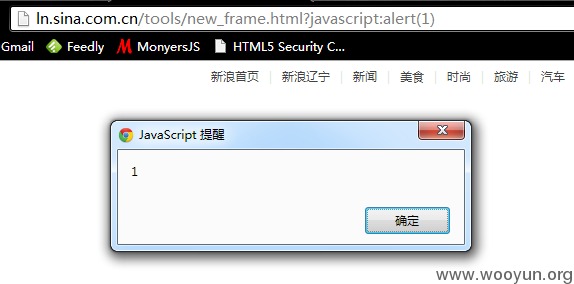 ln.sina.com.cn/tools/new_frame.html?javascript:alert(1)
Gmail Feedly MonyersJS HTML5 Security C...
新浪首页 | 新浪辽宁 | 新闻 | 美食 | 时尚 | 旅游 | 汽车
JavaScript 提醒
1
确定
www.wooyun.org